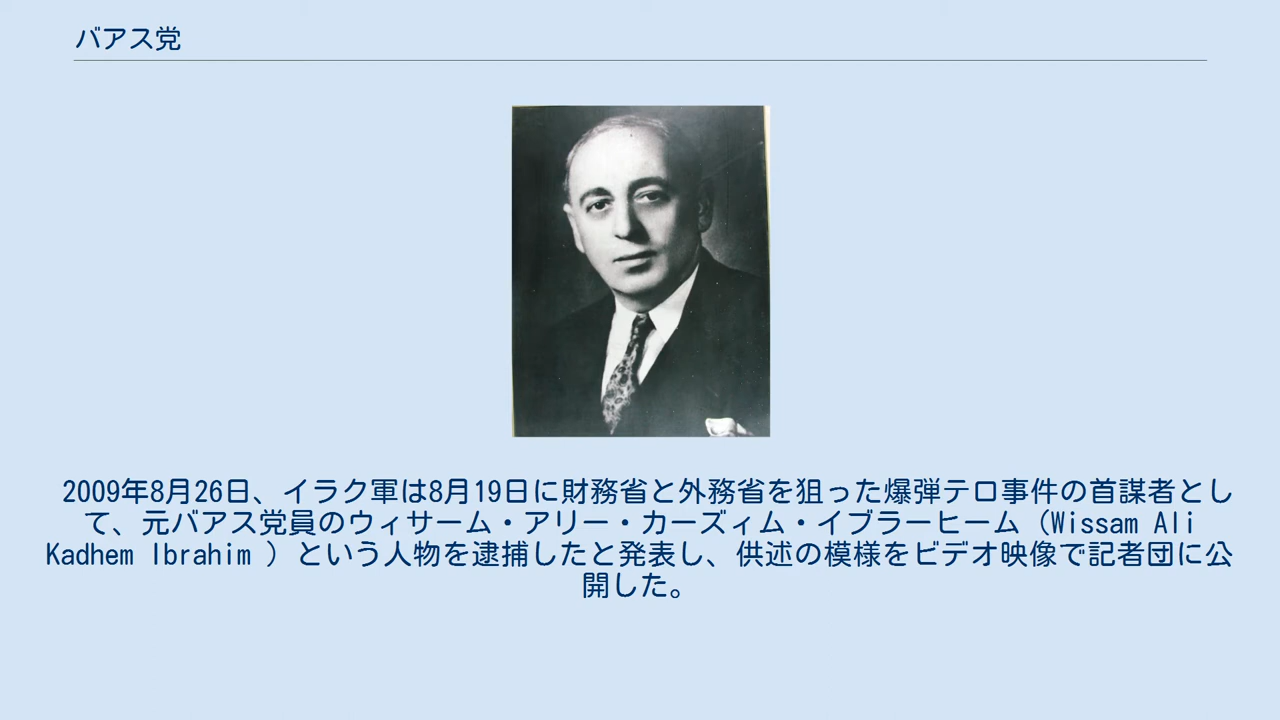 バアス党
2009年8月26日、イラク軍は8月19日に財務省と外務省を狙った爆弾テロ事件の首謀者とし
て、元バアス党員のウィサーム・アリー・カーズィム・イブラーヒーム（Wissam Ali
Kadhem Ibrahim ）という人物を逮捕したと発表し、供述の模様をビデオ映像で記者団に公
開した。